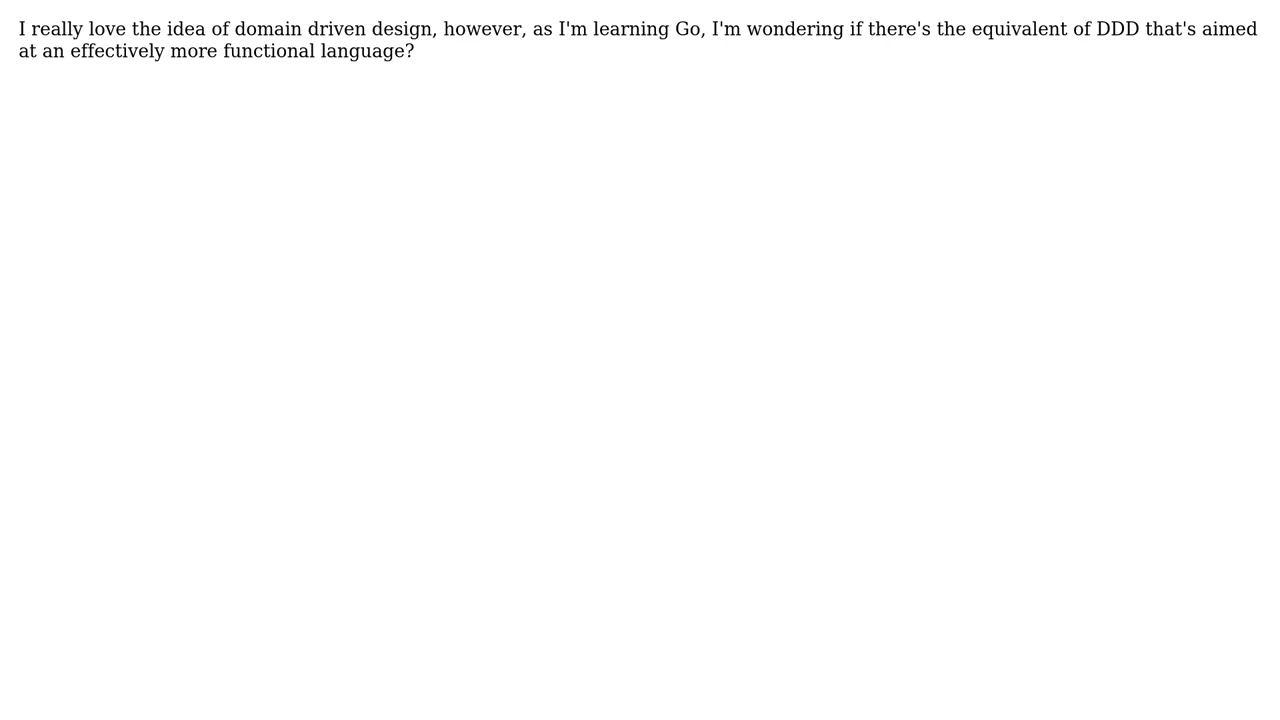 I really love the idea of domain driven design, however, as I'm learning Go, I'm wondering if there's the equivalent of DDD that's aimed
at an effectively more functional language?